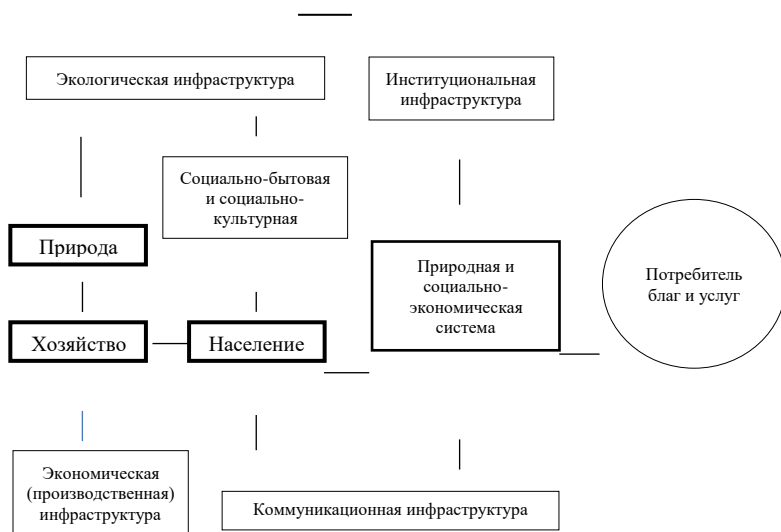 Экологическая инфраструктура
Институциональная
инфраструктура
Социально-бытовая
и социально-
культурная
Природа
Природная и
социально-
экономическая
система
Потребитель
благ и услуг
Хозяйство
Население
Экономическая
(производственная)
инфраструктура
Коммуникационная инфраструктура